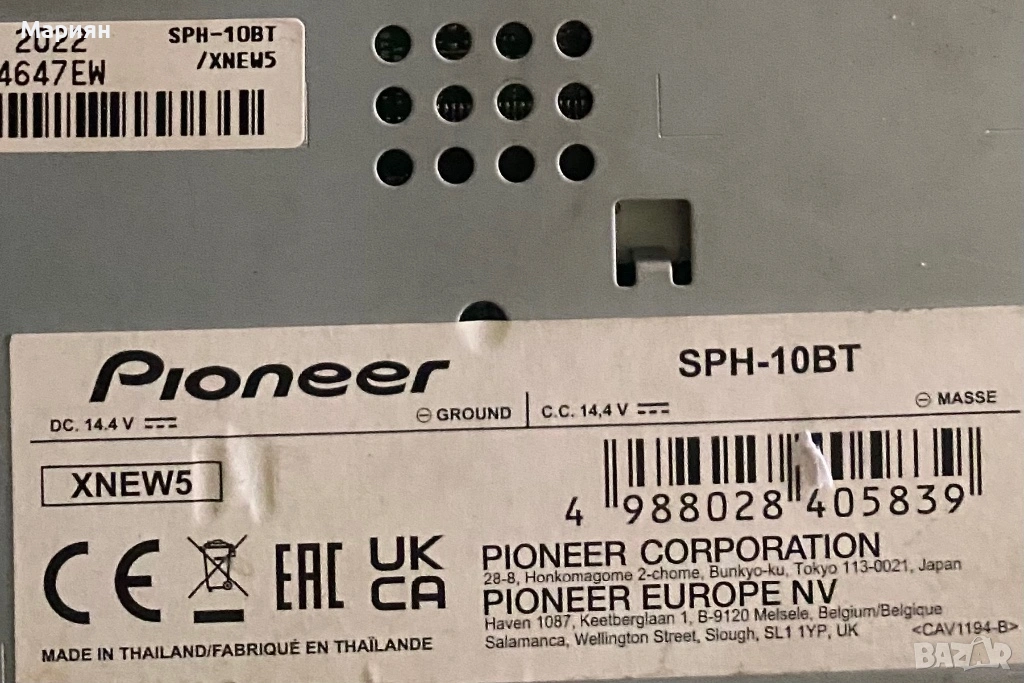 Мариян
2022 SPH-10BT
4647EW /XNEW5
Pioneer SPH-10BT
DC. 14.4 V ⊖ GROUND C.C. 14,4 V ⊖ MASSE
XNEW5
4 988028 405839
CE EAC UK
CA
PIONEER CORPORATION
28-8, Honkomagome 2-chome, Bunkyo-ku, Tokyo 113-0021, Japan
PIONEER EUROPE NV
Haven 1087, Keetberglaan 1, B-9120 Melsele, Belgium/Belgique
Salamanca, Wellington Street, Slough, SL1 1YP, UK <CAV1194-B>
MADE IN THAILAND/FABRIQUÉ EN THAÏLANDE
BAZAR